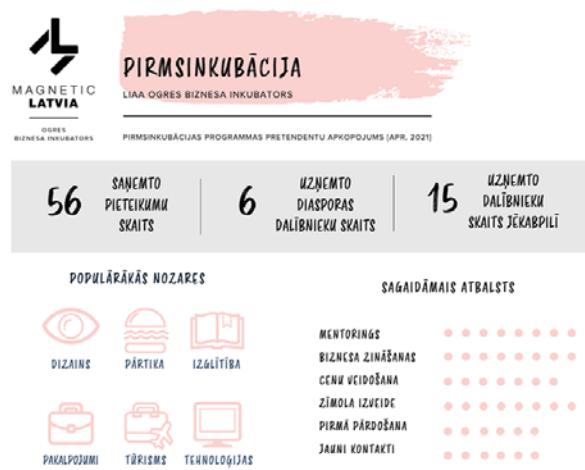 MAGNETIC
LATVIA
OGRES
BIZNESA INKUBATORS
PIRMSINKUBĀCIJA
LIAA OGRES BIZNESA INKUBATORS
PIRMSINKUBĀCIJAS PROGRAMMAS PRETENDENTU APKOPOJUMS (APR. 2021)
56
SAŅEMTO
PIETEIKUMU
SKAITS
6
UZŅEMTO
DIASPORAS
DALĪBNIEKU SKAITS
15
UZŅEMTO
DALĪBNIEKU
SKAITS JĒKABPILĪ
POPULĀRĀKĀS NOZARES
DIZAINS
PĀRTIKA
IZGLĪTĪBA
PAKALPOJUMI
TŪRISMS
TEHNOLOĢIJAS
SAGAIDĀMAIS ATBALSTS
MENTORINGS
BIZNESA ZINĀŠANAS
CENU VEIDOŠANA
ZĪMOLA IZVEIDE
PIRMĀ PĀRDOŠANA
JAUNI KONTAKTI